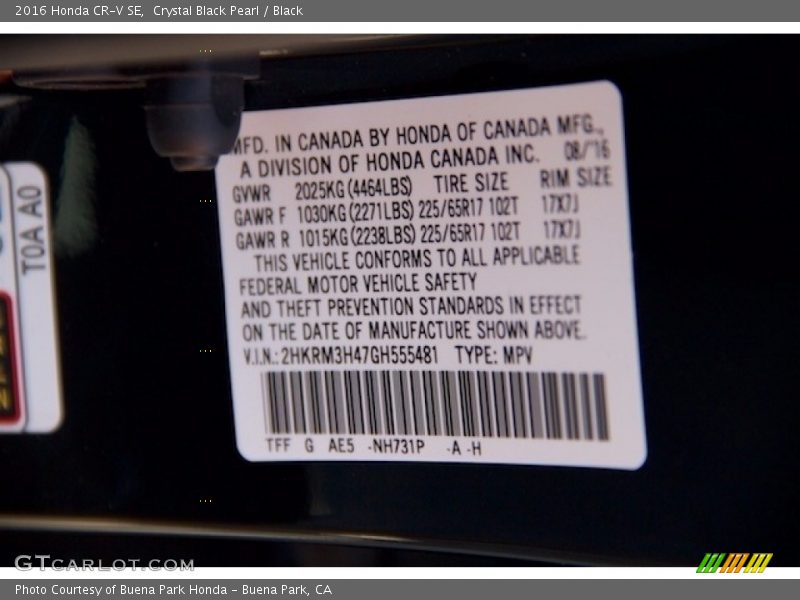 2016 Honda CR-V SE,  Crystal Black Pearl / Black
MFD. IN CANADA BY HONDA OF CANADA MFG.,
A DIVISION OF HONDA CANADA INC. 08/'16
GVWR 2025KG (4464LBS) TIRE SIZE RIM SIZE
GAWR F 1030KG (2271LBS) 225/65R17 102T 17X7J
GAWR R 1015KG (2238LBS) 225/65R17 102T 17X7J
THIS VEHICLE CONFORMS TO ALL APPLICABLE
FEDERAL MOTOR VEHICLE SAFETY
AND THEFT PREVENTION STANDARDS IN EFFECT
ON THE DATE OF MANUFACTURE SHOWN ABOVE.
V.I.N.: 2HKRM3H47GH555481 TYPE: MPV
TFF G AE5 -NH731P -A -H
T0A A0
GTCARLOT.COM
Photo Courtesy of Buena Park Honda - Buena Park, CA